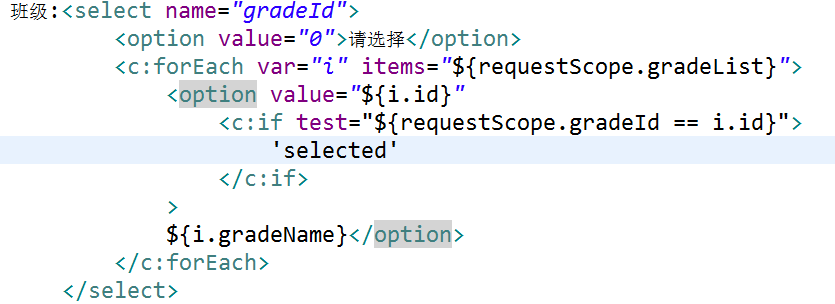 班级:<select name="gradeId">
<option value="0">请选择</option>
<c:forEach var="i" items="${requestScope.gradeList}">
<option value="${i.id}"
<c:if test="${requestScope.gradeId == i.id}">
'selected'
</c:if>
>
${i.gradeName}</option>
</c:forEach>
</select>